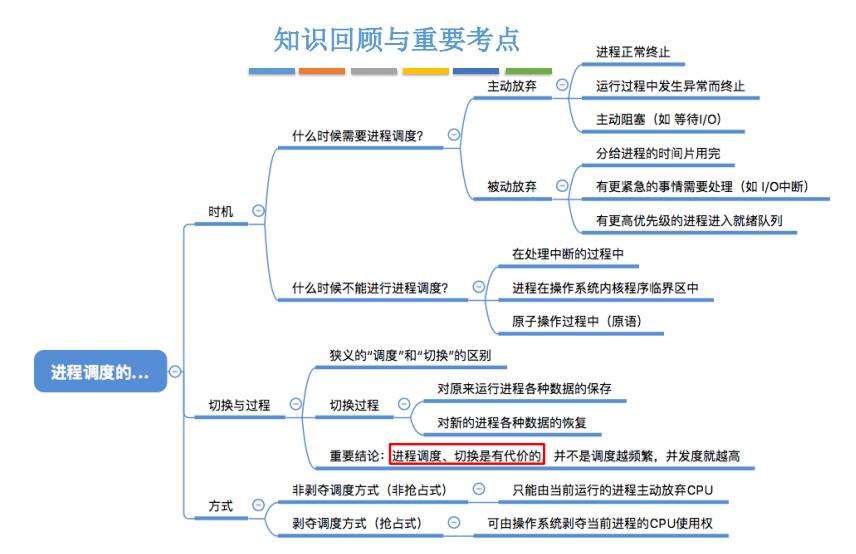 知识回顾与重要考点
进程调度的...
时机
什么时候需要进程调度？
主动放弃
进程正常终止
运行过程中发生异常而终止
主动阻塞（如 等待I/O）
被动放弃
分给进程的时间片用完
有更紧急的事情需要处理（如 I/O中断）
有更高优先级的进程进入就绪队列
什么时候不能进行进程调度？
在处理中断的过程中
进程在操作系统内核程序临界区中
原子操作过程中（原语）
切换与过程
狭义的“调度”和“切换”的区别
切换过程
对原来运行进程各种数据的保存
对新的进程各种数据的恢复
重要结论：进程调度、切换是有代价的，并不是调度越频繁，并发度就越高
方式
非剥夺调度方式（非抢占式）
只能由当前运行的进程主动放弃CPU
剥夺调度方式（抢占式）
可由操作系统剥夺当前进程的CPU使用权